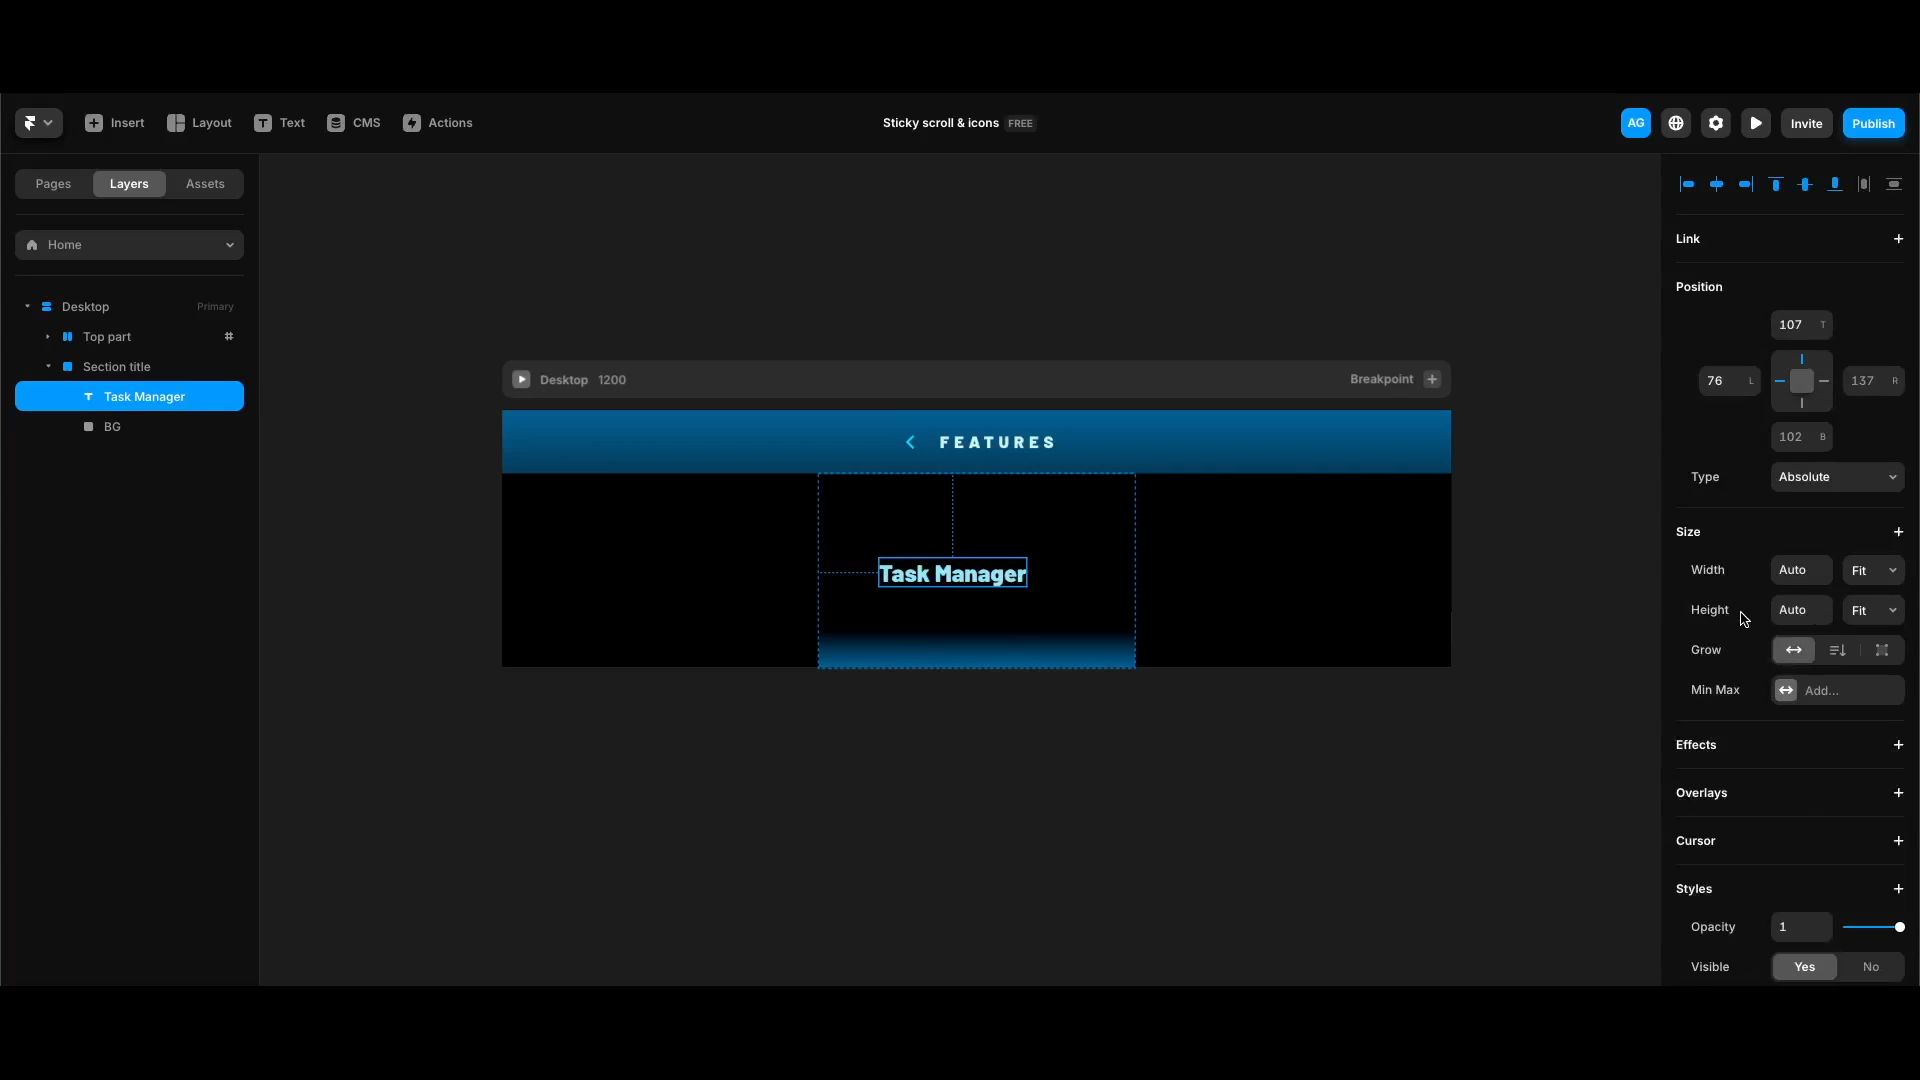 Insert Layout Text CMS Actions Sticky scroll & icons FREE AG Invite Publish
Pages Layers Assets
Home
Desktop Primary
Top part
Section title
Task Manager
BG
Desktop 1200 Breakpoint
FEATURES
Task Manager
Link
Position
107 T
76 L 137 R
102 B
Type Absolute
Size
Width Auto Fit
Height Auto Fit
Grow
Min Max Add...
Effects
Overlays
Cursor
Styles
Opacity 1
Visible Yes No